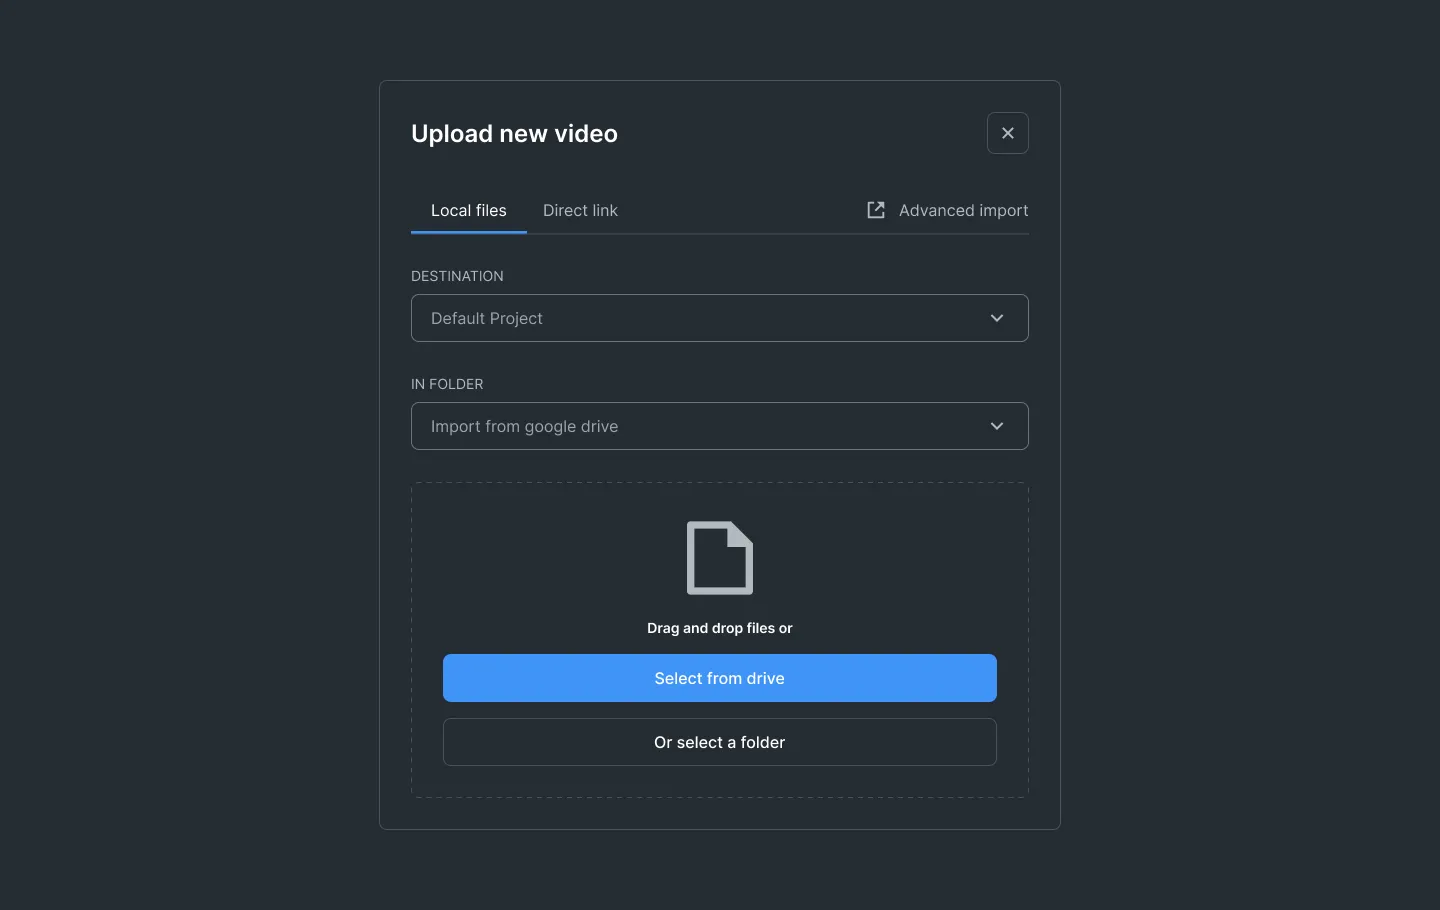 Upload new video
Local files
Direct link
Advanced import
DESTINATION
Default Project
IN FOLDER
Import from google drive
Drag and drop files or
Select from drive
Or select a folder